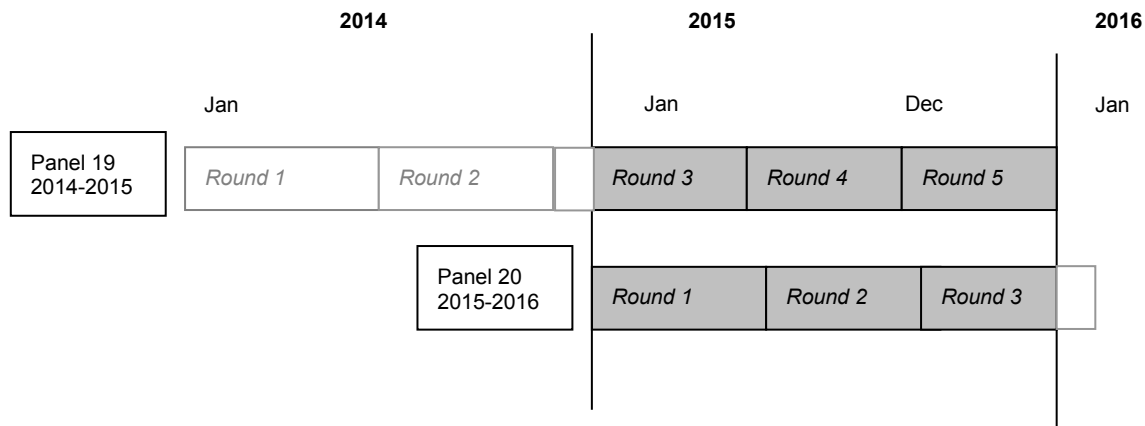 2014 2015 2016
Jan Jan Dec Jan
Panel 19
2014-2015
Round 1 Round 2 Round 3 Round 4 Round 5
Panel 20
2015-2016
Round 1 Round 2 Round 3